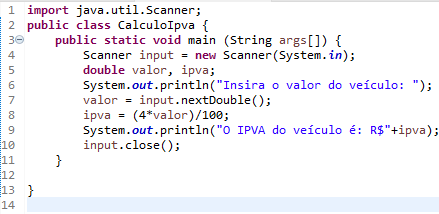 1 import java.util.Scanner;
2 public class CalculoIpva {
3 public static void main (String args[]) {
4 Scanner input = new Scanner(System.in);
5 double valor, ipva;
6 System.out.println("Insira o valor do veículo: ");
7 valor = input.nextDouble();
8 ipva = (4*valor)/100;
9 System.out.println("O IPVA do veículo é: R$"+ipva);
10 input.close();
11 }
12
13 }
14